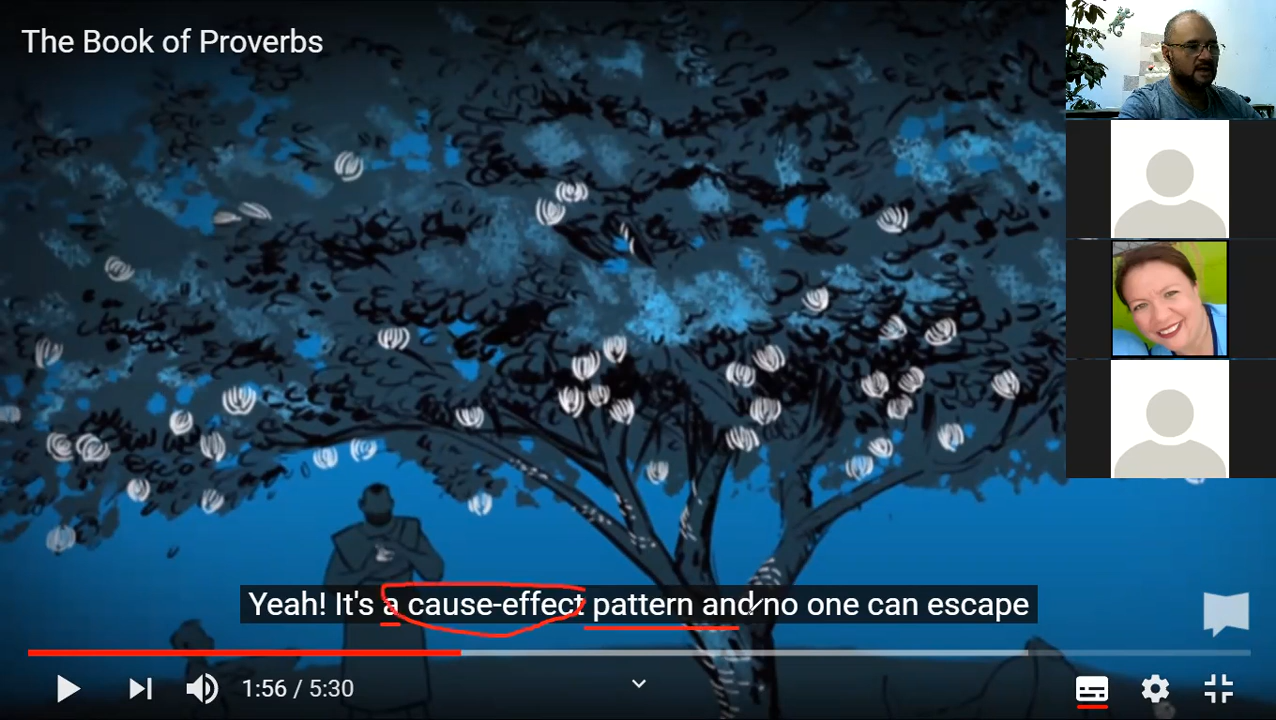 The Book of Proverbs
Yeah! It's a cause-effect pattern and no one can escape
1:56 / 5:30